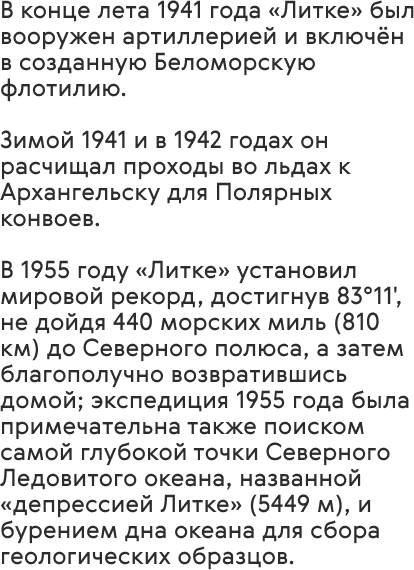 В конце лета 1941 года «Литке» был
вооружен артиллерией и включён
в созданную Беломорскую
флотилию.

Зимой 1941 и в 1942 годах он
расчищал проходы во льдах к
Архангельску для Полярных
конвоев.

В 1955 году «Литке» установил
мировой рекорд, достигнув 83°11',
не дойдя 440 морских миль (810
км) до Северного полюса, а затем
благополучно возвратившись
домой; экспедиция 1955 года была
примечательна также поиском
самой глубокой точки Северного
Ледовитого океана, названной
«депрессией Литке» (5449 м), и
бурением дна океана для сбора
геологических образцов.